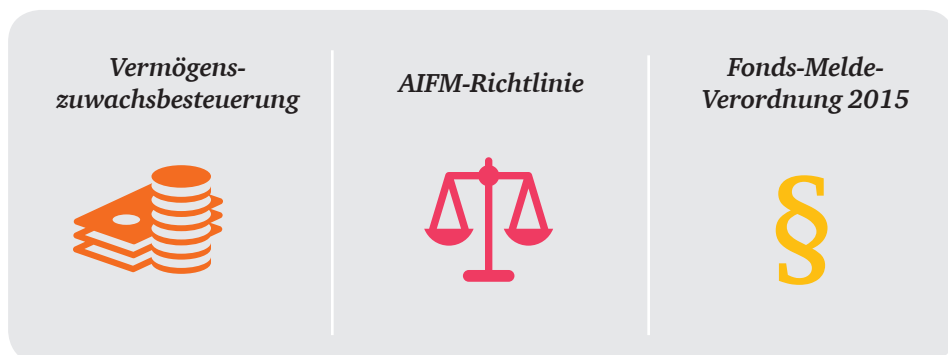 Vermögens-
zuwachsbesteuerung
AIFM-Richtlinie
Fonds-Melde-
Verordnung 2015
§